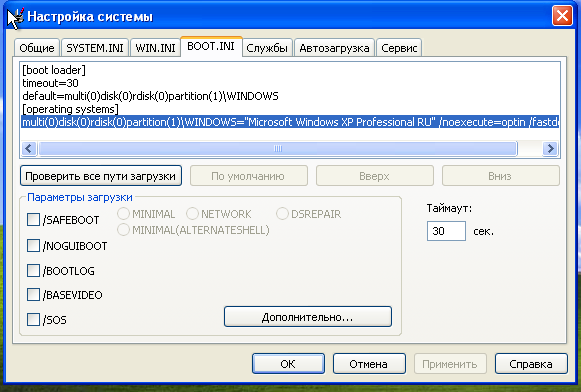 Настройка системы
Общие SYSTEM.INI WIN.INI BOOT.INI Службы Автозагрузка Сервис
[boot loader]
timeout=30
default=multi(0)disk(0)rdisk(0)partition(1)\WINDOWS
[operating systems]
multi(0)disk(0)rdisk(0)partition(1)\WINDOWS="Microsoft Windows XP Professional RU" /noexecute=optin /fastde
Проверить все пути загрузки По умолчанию Вверх Вниз
Параметры загрузки
/SAFEBOOT MINIMAL NETWORK DSREPAIR
MINIMAL(ALTERNATESHELL)
/NOGUIBOOT
/BOOTLOG
/BASEVIDEO
/SOS
Дополнительно...
Таймаут:
30 сек.
ОК Отмена Применить Справка